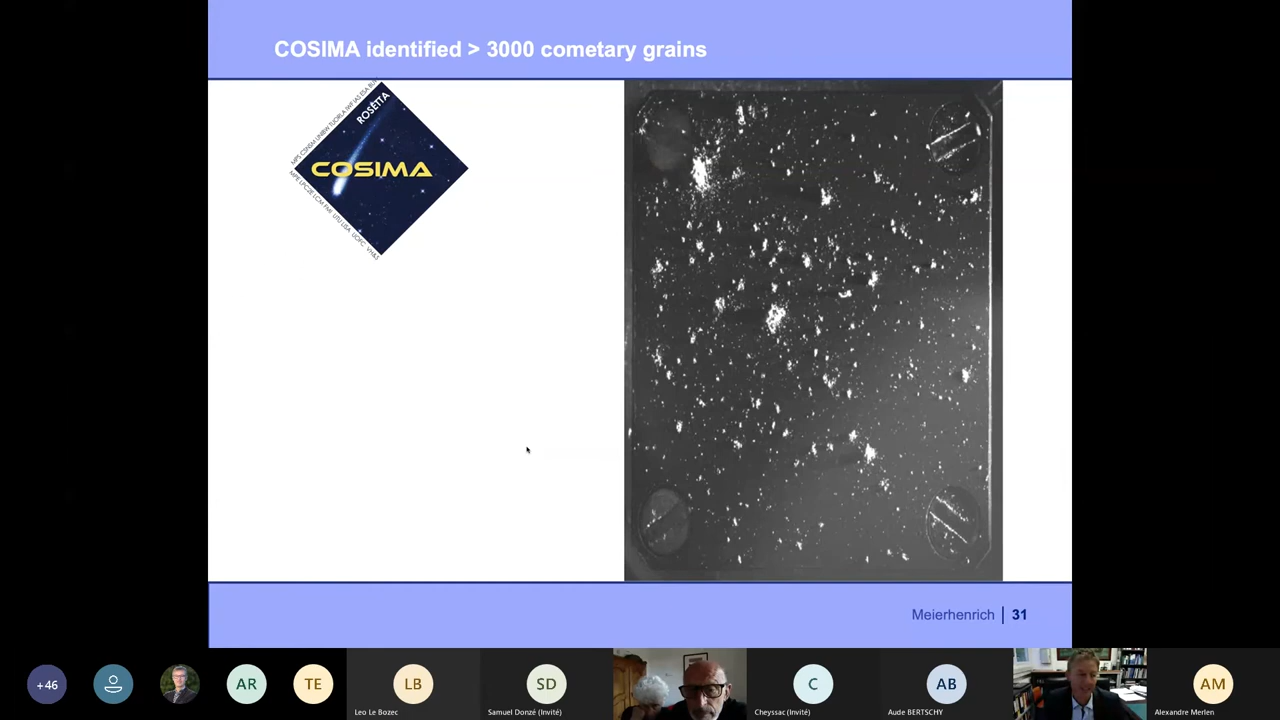 COSIMA identified > 3000 cometary grains
ROSETTA
COSIMA
Meierhenrich | 31
+46
AR
TE
LB
SD
C
AB
AM
Leo Le Bozec
Samuel Donzé (Invité)
Cheyssac (Invité)
Aude BERTSCHY
Alexandre Merlen